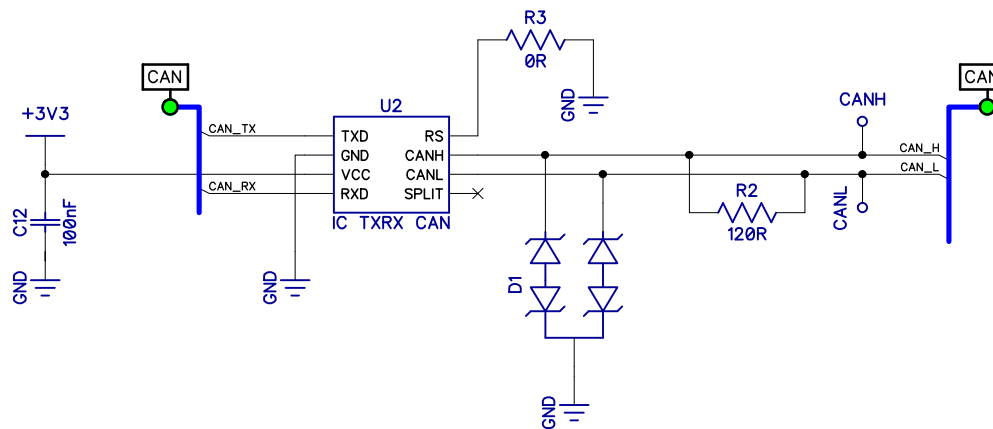 R3
0R
GND
CAN
CAN
+3V3
U2
CANH
CAN_TX
TXD
RS
GND
CANH
CAN_H
VCC
CANL
CAN_L
CAN_RX
RXD
SPLIT
IC TXRX CAN
C12
100nF
R2
120R
CANL
GND
GND
D1
GND